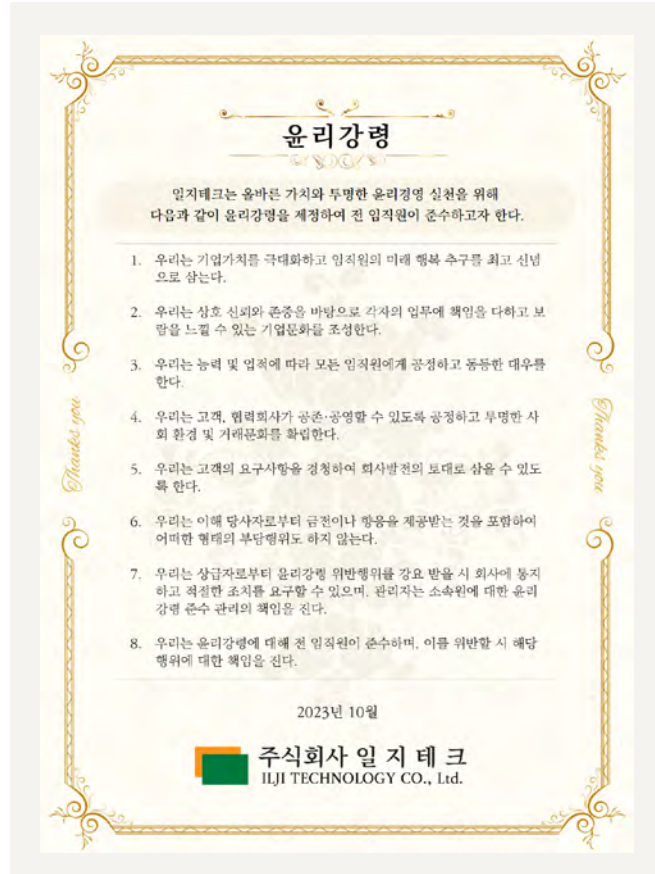 윤리강령
일지테크는 올바른 가치와 투명한 윤리경영 실천을 위해
다음과 같이 윤리강령을 제정하여 전 임직원이 준수하고자 한다.
1. 우리는 기업가치를 극대화하고 임직원의 미래 행복 추구를 최고 신념
으로 삼는다.
2. 우리는 상호 신뢰와 존중을 바탕으로 각자의 업무에 책임을 다하고 보
람을 느낄 수 있는 기업문화를 조성한다.
3. 우리는 능력 및 업적에 따라 모든 임직원에게 공정하고 동등한 대우를
한다.
4. 우리는 고객, 협력회사가 공존·공영할 수 있도록 공정하고 투명한 사
회 환경 및 거래문화를 확립한다.
5. 우리는 고객의 요구사항을 경청하여 회사발전의 토대로 삼을 수 있도
록 한다.
6. 우리는 이해 당사자로부터 금전이나 향응을 제공받는 것을 포함하여
어떠한 형태의 부당행위도 하지 않는다.
7. 우리는 상급자로부터 윤리강령 위반행위를 강요 받을 시 회사에 통지
하고 적절한 조치를 요구할 수 있으며, 관리자는 소속원에 대한 윤리
강령 준수 관리의 책임을 진다.
8. 우리는 윤리강령에 대해 전 임직원이 준수하며, 이를 위반할 시 해당
행위에 대한 책임을 진다.
Thanks you
Thanks you
2023년 10월
주식회사 일 지 테 크
ILJI TECHNOLOGY CO., Ltd.